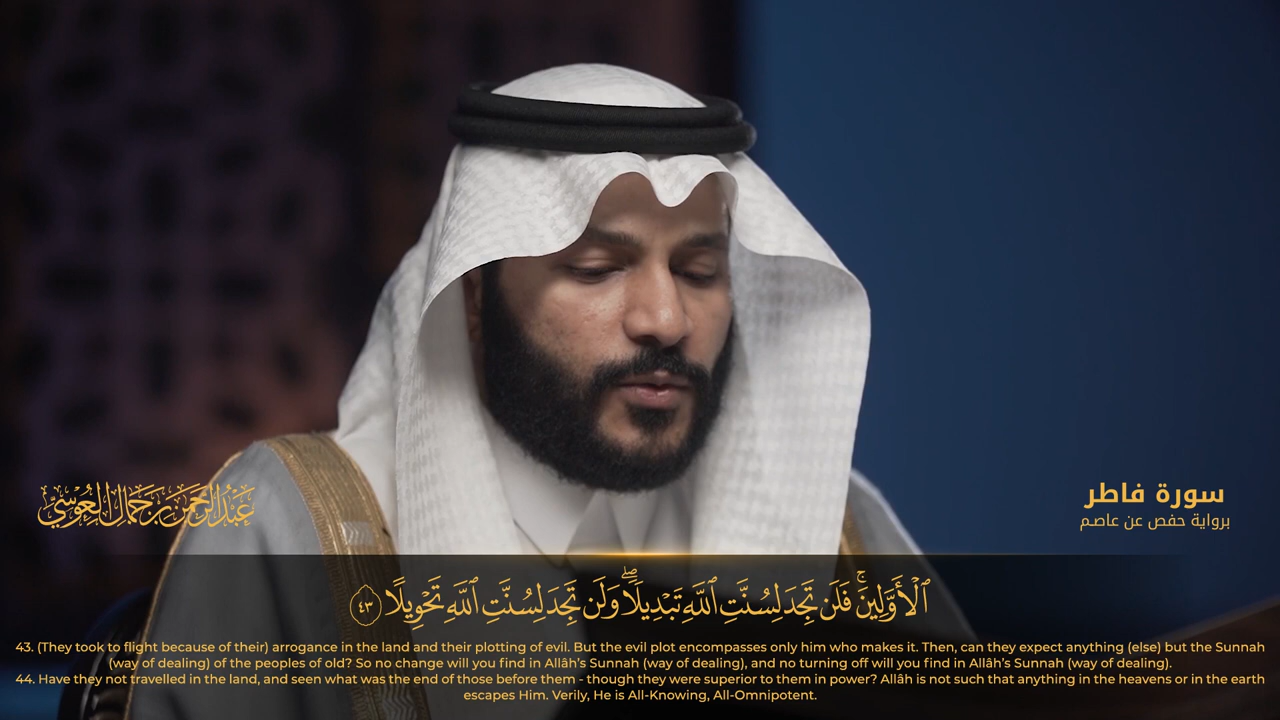 عَبْدُ الرَّحْمَن بِن جَمَال العُوسِيّ
سورة فاطر
برواية حفص عن عاصم
ٱلْأَوَّلِينَۚ فَلَن تَجِدَ لِسُنَّتِ ٱللَّهِ تَبْدِيلًاۖ وَلَن تَجِدَ لِسُنَّتِ ٱللَّهِ تَحْوِيلًا ٤٣
43. (They took to flight because of their) arrogance in the land and their plotting of evil. But the evil plot encompasses only him who makes it. Then, can they expect anything (else) but the Sunnah
(way of dealing) of the peoples of old? So no change will you find in Allâh's Sunnah (way of dealing), and no turning off will you find in Allâh's Sunnah (way of dealing).
44. Have they not travelled in the land, and seen what was the end of those before them - though they were superior to them in power? Allâh is not such that anything in the heavens or in the earth
escapes Him. Verily, He is All-Knowing, All-Omnipotent.